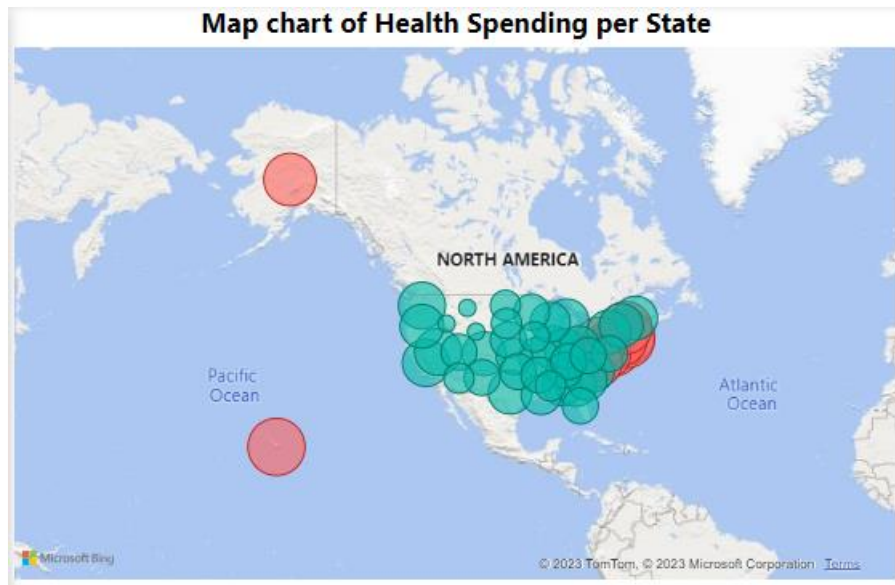 Map chart of Health Spending per State
NORTH AMERICA
Pacific
Ocean
Atlantic
Ocean
Microsoft Bing
© 2023 TomTom, © 2023 Microsoft Corporation Terms